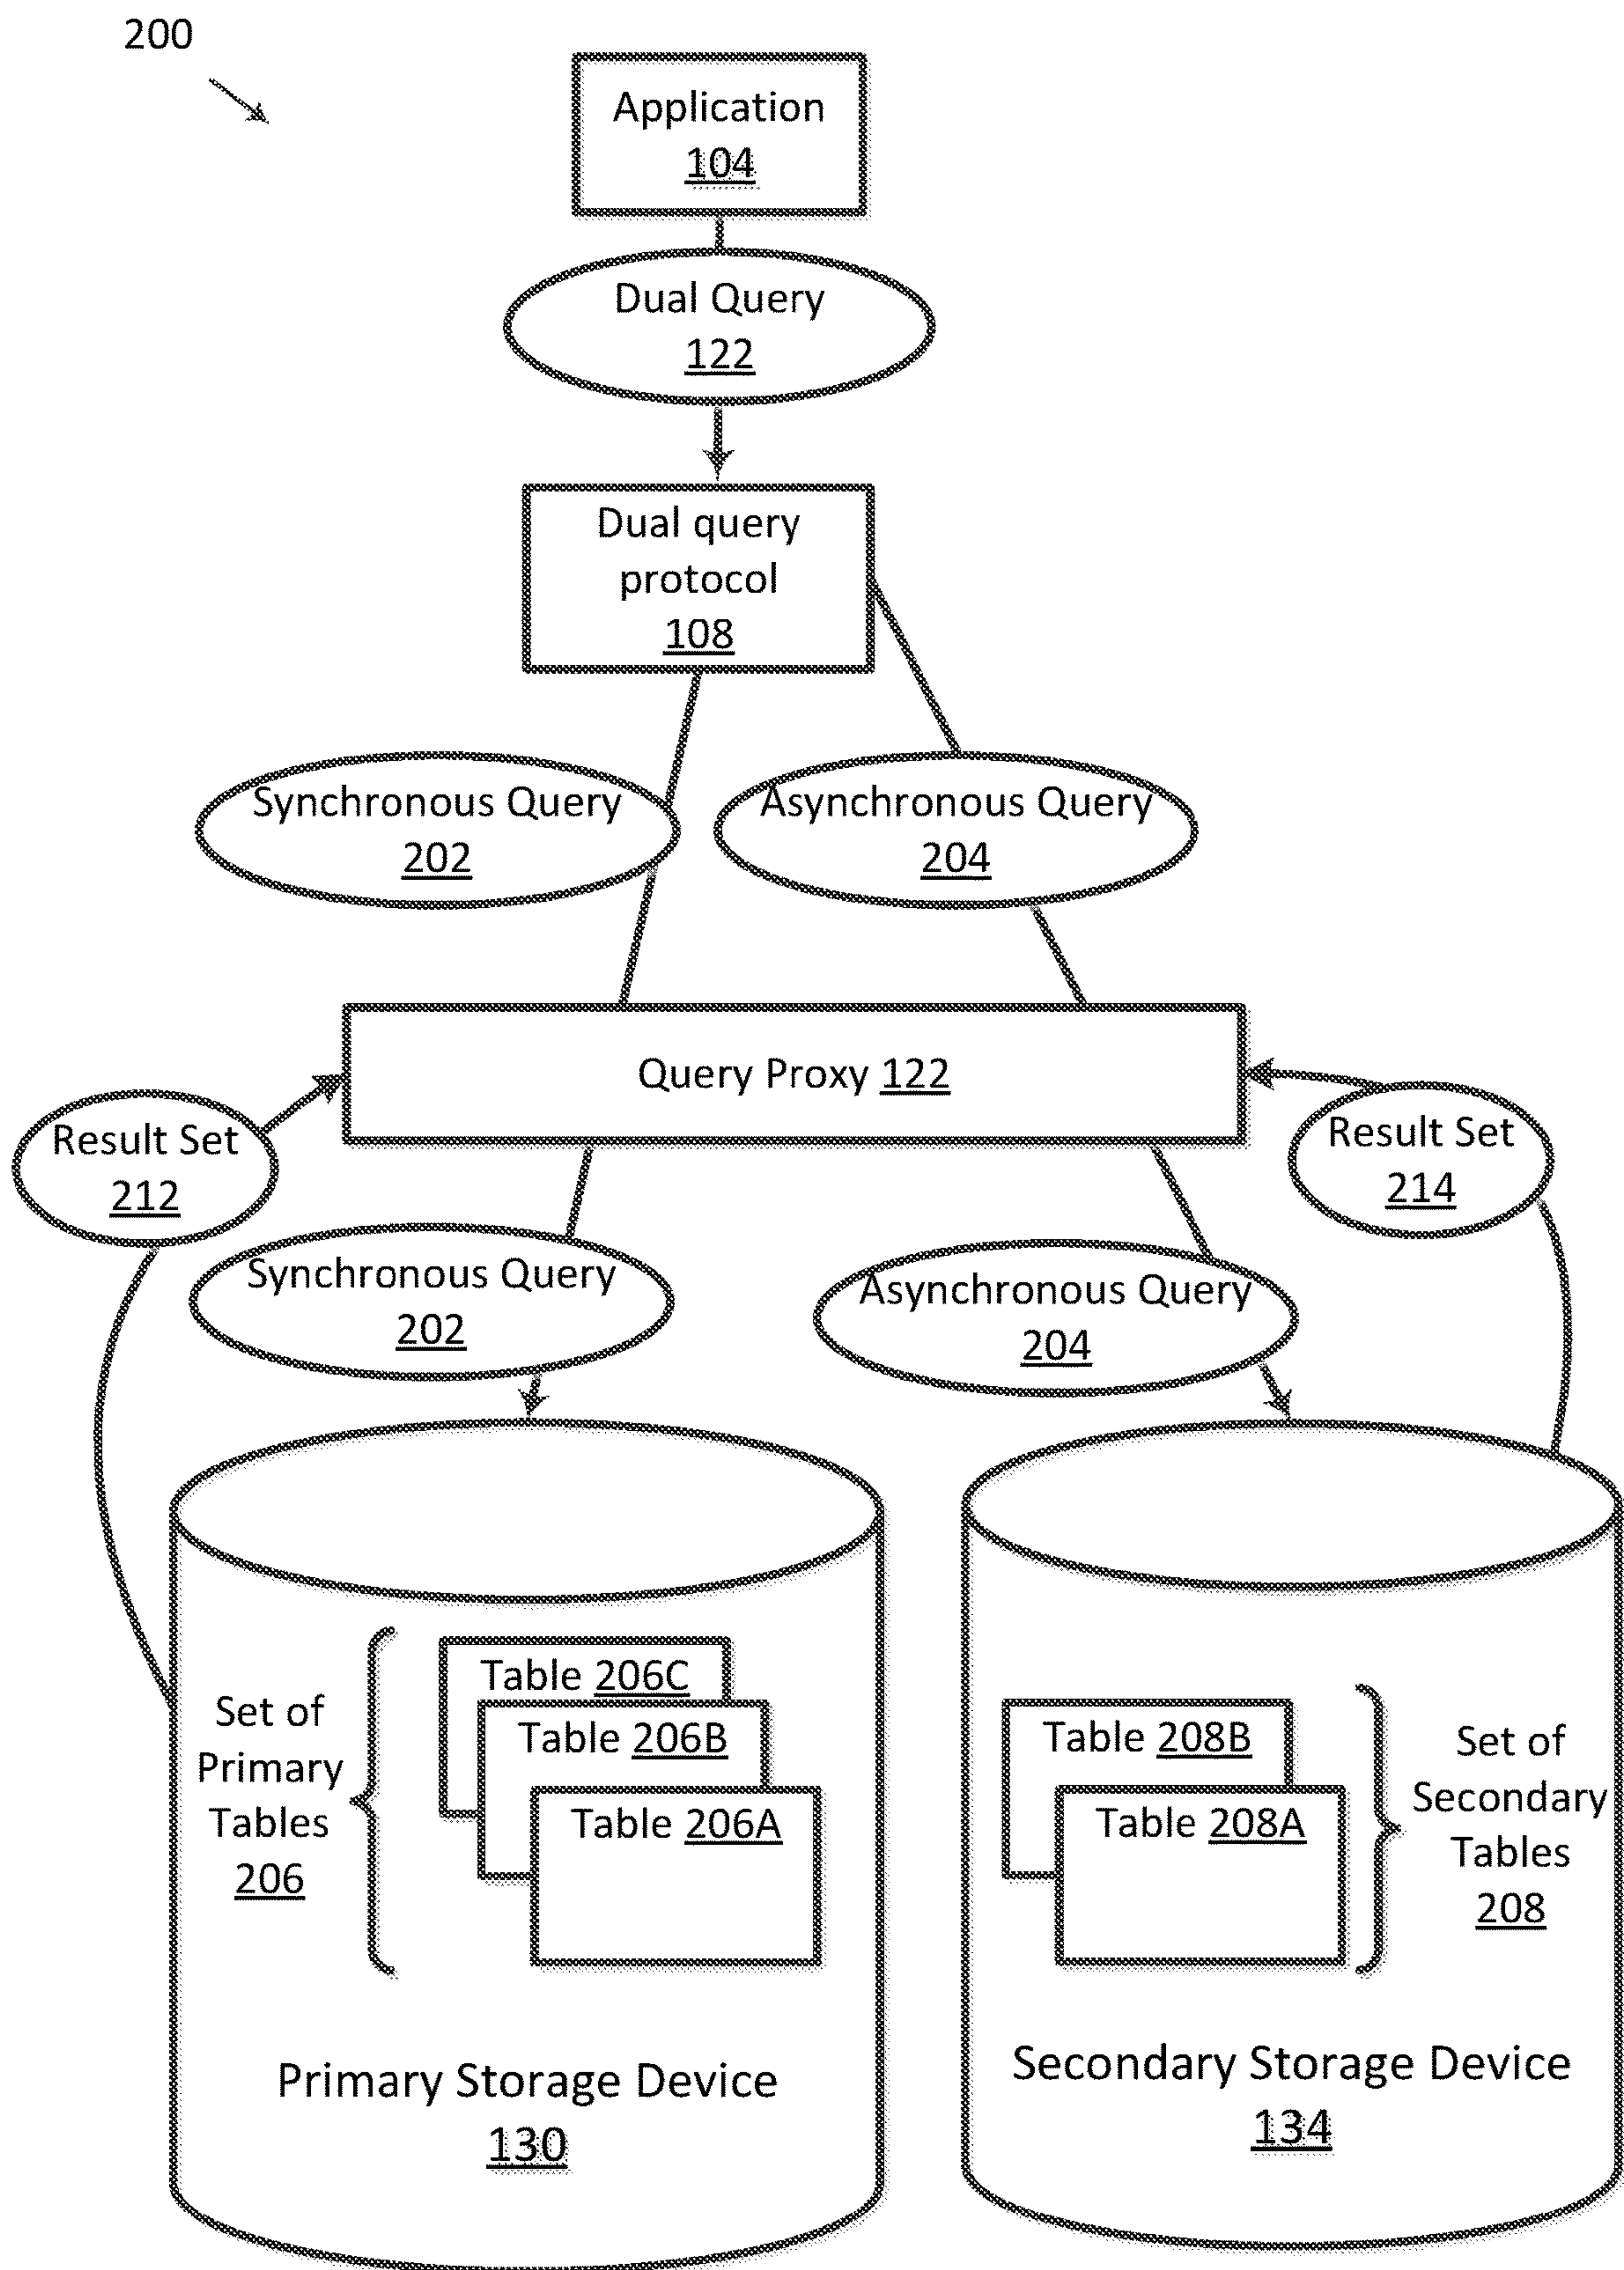 200
Application
104
Dual Query
122
Dual query
protocol
108
Synchronous Query
202
Asynchronous Query
204
Query Proxy 122
Result Set
212
Result Set
214
Synchronous Query
202
Asynchronous Query
204
Set of
Primary
Tables
206
Table 206C
Table 206B
Table 206A
Table 208B
Table 208A
Set of
Secondary
Tables
208
Primary Storage Device
130
Secondary Storage Device
134